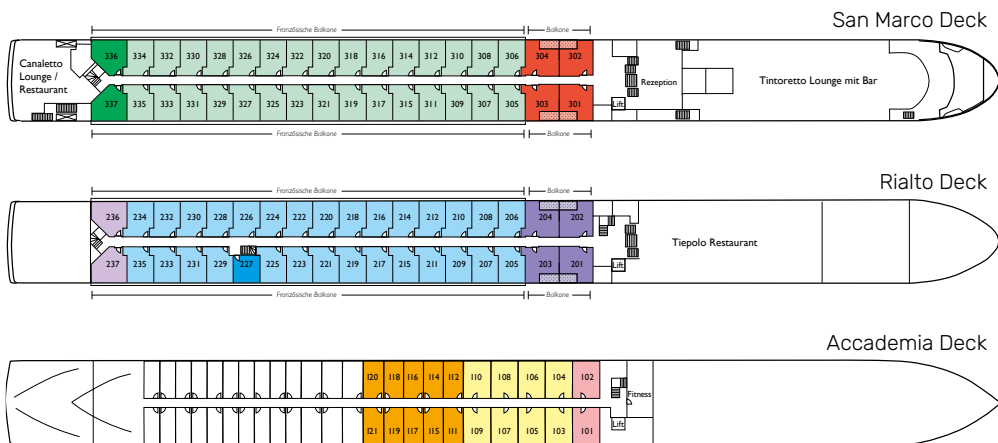 San Marco Deck
Französische Balkone
Balkone
Canaletto
Lounge /
Restaurant
336 334 332 330 328 326 324 322 320 318 316 314 312 310 308 306 304 302
Rezeption
Tintoretto Lounge mit Bar
337 335 333 331 329 327 325 323 321 319 317 315 311 309 307 305 303 301
Lift
Französische Balkone
Balkone
Rialto Deck
Französische Balkone
Balkone
236 234 232 230 228 226 224 222 220 218 216 214 212 210 208 206 204 202
Tiepolo Restaurant
237 235 233 231 229 227 225 223 221 219 217 215 211 209 207 205 203 201
Lift
Französische Balkone
Balkone
Accademia Deck
120 118 116 114 112 110 108 106 104 102
Fitness
121 119 117 115 111 109 107 105 103 101
Lift